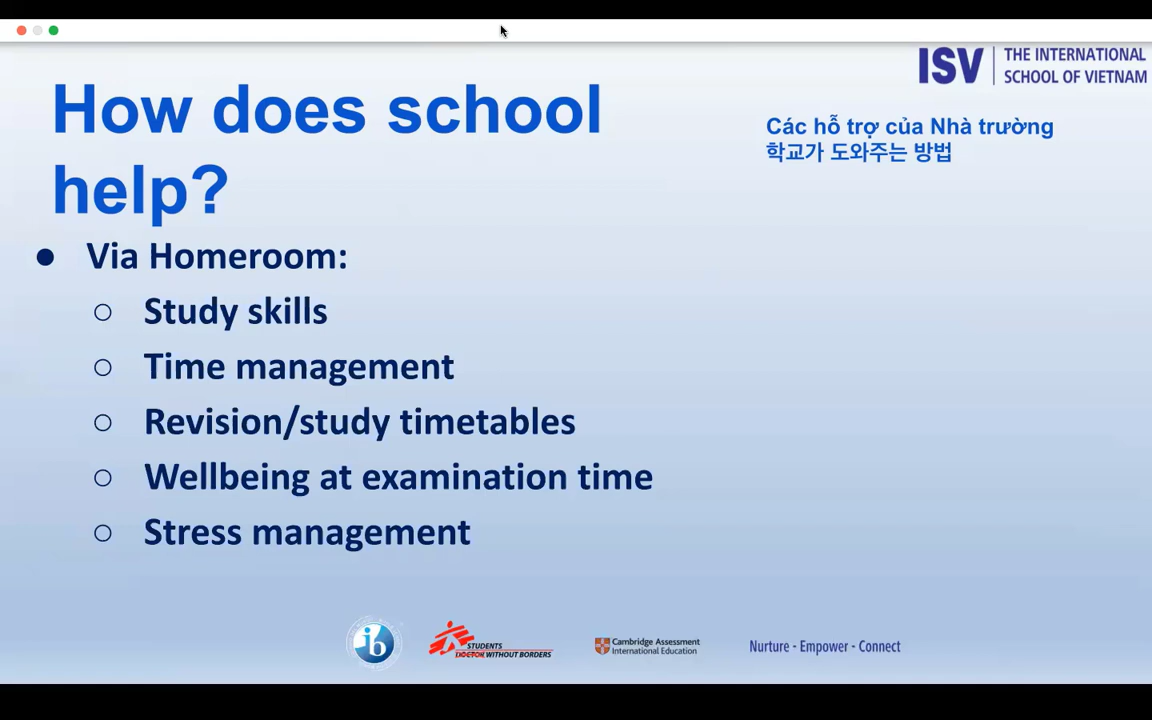 ISV
THE INTERNATIONAL
SCHOOL OF VIETNAM
How does school
help?
Các hỗ trợ của Nhà trường
학교가 도와주는 방법
● Via Homeroom:
○ Study skills
○ Time management
○ Revision/study timetables
○ Wellbeing at examination time
○ Stress management
ib
STUDENTS
DOCTOR WITHOUT BORDERS
Cambridge Assessment
International Education
Nurture - Empower - Connect